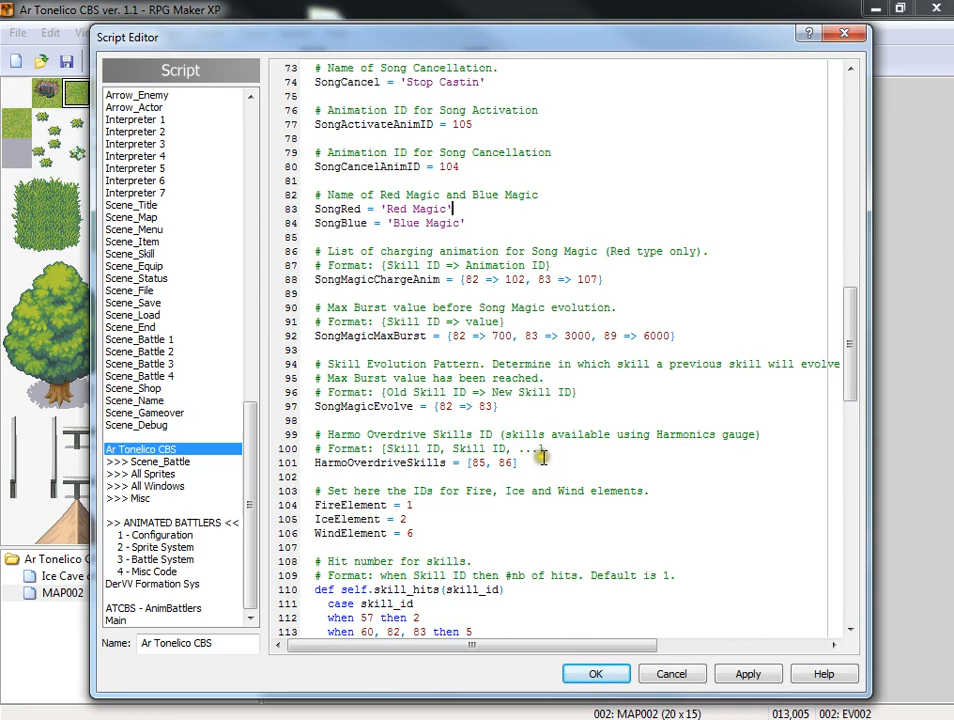 Ar Tonelico CBS ver. 1.1 - RPG Maker XP
File Edit
Script Editor
Script
Arrow_Enemy
Arrow_Actor
Interpreter 1
Interpreter 2
Interpreter 3
Interpreter 4
Interpreter 5
Interpreter 6
Interpreter 7
Scene_Title
Scene_Map
Scene_Menu
Scene_Item
Scene_Skill
Scene_Equip
Scene_Status
Scene_File
Scene_Save
Scene_Load
Scene_End
Scene_Battle 1
Scene_Battle 2
Scene_Battle 3
Scene_Battle 4
Scene_Shop
Scene_Name
Scene_Gameover
Scene_Debug
Ar Tonelico CBS
>>> Scene_Battle
>>> All Sprites
>>> All Windows
>>> Misc
>> ANIMATED BATTLERS <<
1 - Configuration
2 - Sprite System
3 - Battle System
4 - Misc Code
DerVV Formation Sys
ATCBS - AnimBattlers
Main
Name: Ar Tonelico CBS
73 # Name of Song Cancellation.
74 SongCancel = 'Stop Castin'
75
76 # Animation ID for Song Activation
77 SongActivateAnimID = 105
78
79 # Animation ID for Song Cancellation
80 SongCancelAnimID = 104
81
82 # Name of Red Magic and Blue Magic
83 SongRed = 'Red Magic'
84 SongBlue = 'Blue Magic'
85
86 # List of charging animation for Song Magic (Red type only).
87 # Format: {Skill ID => Animation ID}
88 SongMagicChargeAnim = {82 => 102, 83 => 107}
89
90 # Max Burst value before Song Magic evolution.
91 # Format: {Skill ID => value}
92 SongMagicMaxBurst = {82 => 700, 83 => 3000, 89 => 6000}
93
94 # Skill Evolution Pattern. Determine in which skill a previous skill will evolve
95 # Max Burst value has been reached.
96 # Format: {Old Skill ID => New Skill ID}
97 SongMagicEvolve = {82 => 83}
98
99 # Harmo Overdrive Skills ID (skills available using Harmonics gauge)
100 # Format: [Skill ID, Skill ID, ...]
101 HarmoOverdriveSkills = [85, 86]
102
103 # Set here the IDs for Fire, Ice and Wind elements.
104 FireElement = 1
105 IceElement = 2
106 WindElement = 6
107
108 # Hit number for skills.
109 # Format: when Skill ID then #nb of hits. Default is 1.
110 def self.skill_hits(skill_id)
111 case skill_id
112 when 57 then 2
113 when 60, 82, 83 then 5
OK Cancel Apply Help
Ar Tonelico
Ice Cave
MAP002
002: MAP002 (20 x 15) 013,005 002: EV002